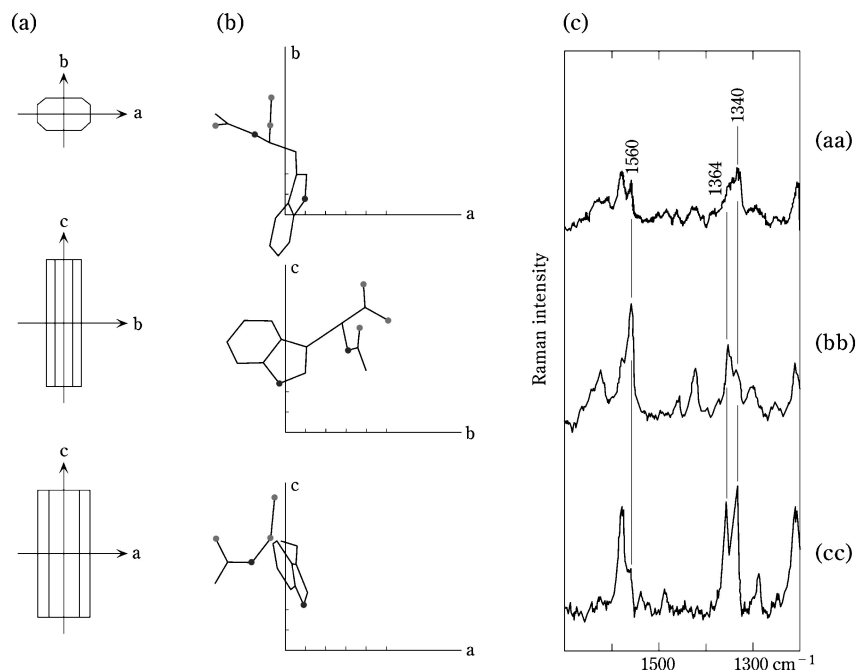 (a)
b
a
c
b
c
a
(b)
b
a
c
b
c
a
(c)
Raman intensity
1560
1364
1340
(aa)
(bb)
(cc)
1500
1300 cm⁻¹